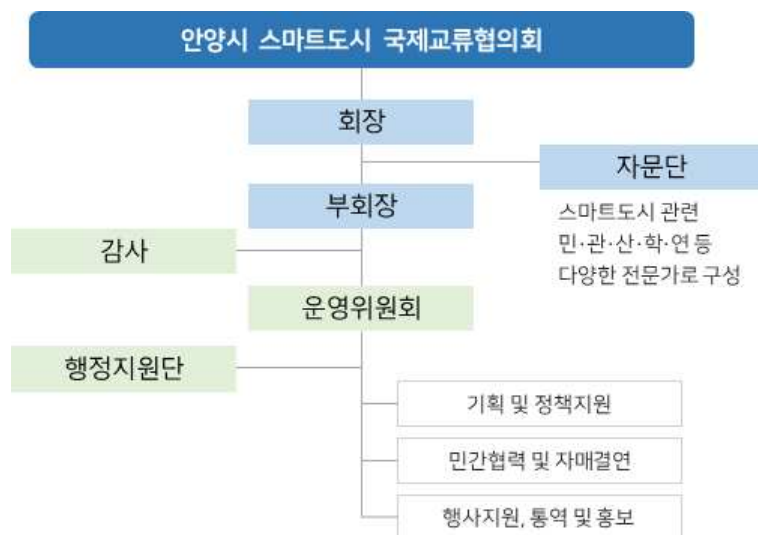 안양시 스마트도시 국제교류협의회
회장
자문단
스마트도시 관련
민·관·산·학·연 등
다양한 전문가로 구성
부회장
감사
운영위원회
행정지원단
기획 및 정책지원
민간협력 및 자매결연
행사지원, 통역 및 홍보